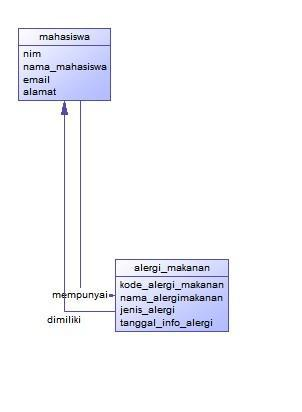 mahasiswa
nim
nama_mahasiswa
email
alamat
alergi_makanan
kode_alergi_makanan
nama_alergimakanan
jenis_alergi
tanggal_info_alergi
mempunyai
dimiliki